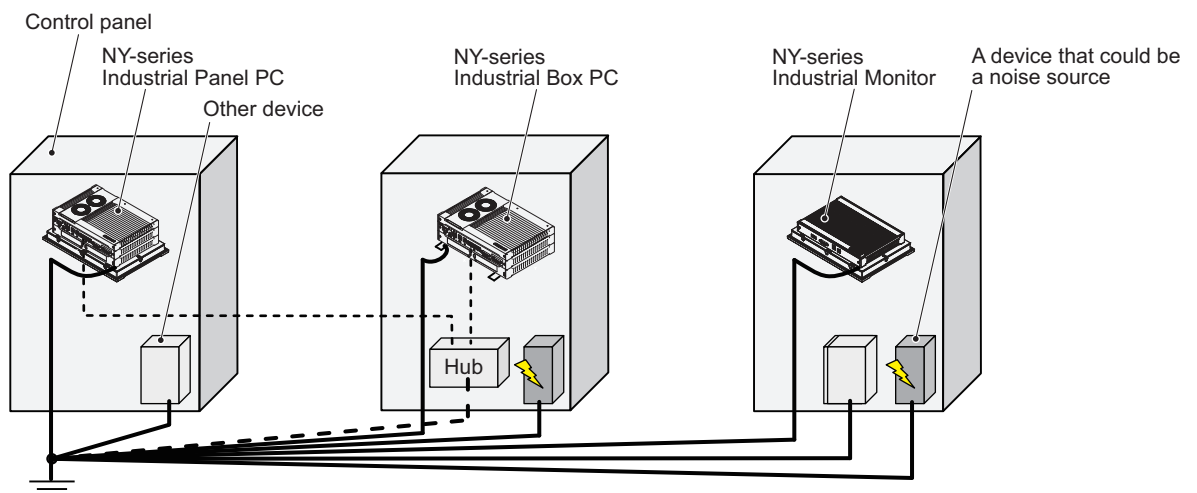 Control panel
NY-series
Industrial Panel PC
Other device
NY-series
Industrial Box PC
NY-series
Industrial Monitor
A device that could be
a noise source
Hub